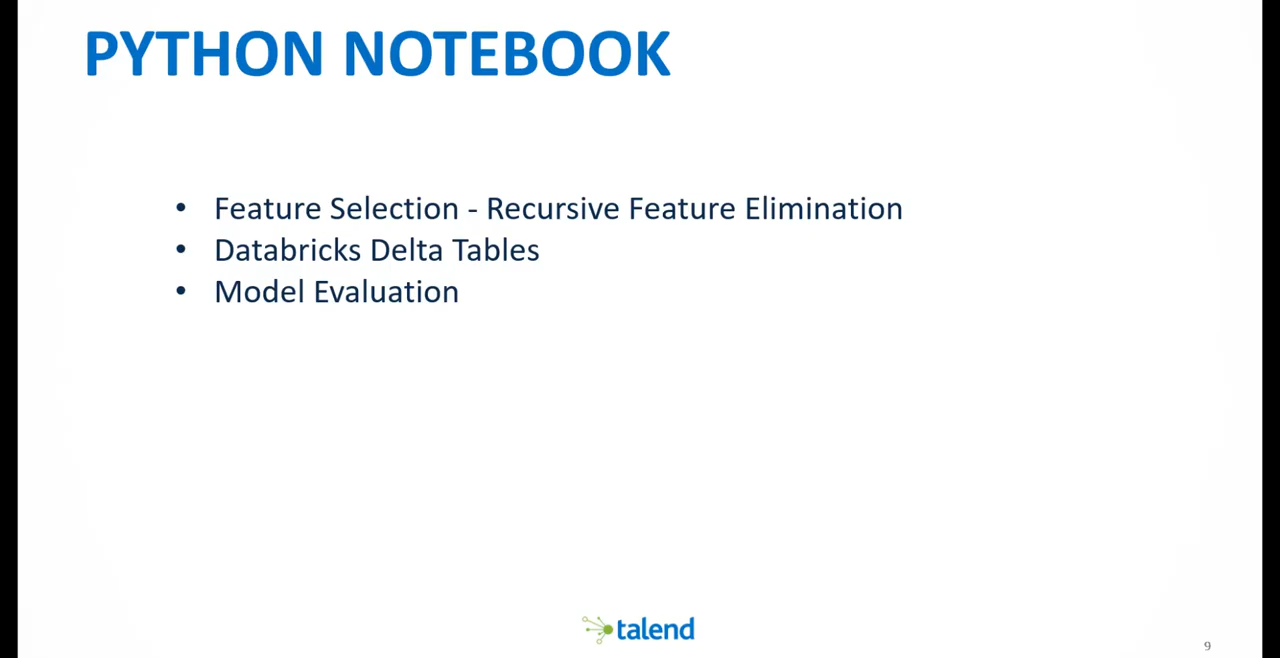 PYTHON NOTEBOOK
• Feature Selection - Recursive Feature Elimination
• Databricks Delta Tables
• Model Evaluation
talend
9